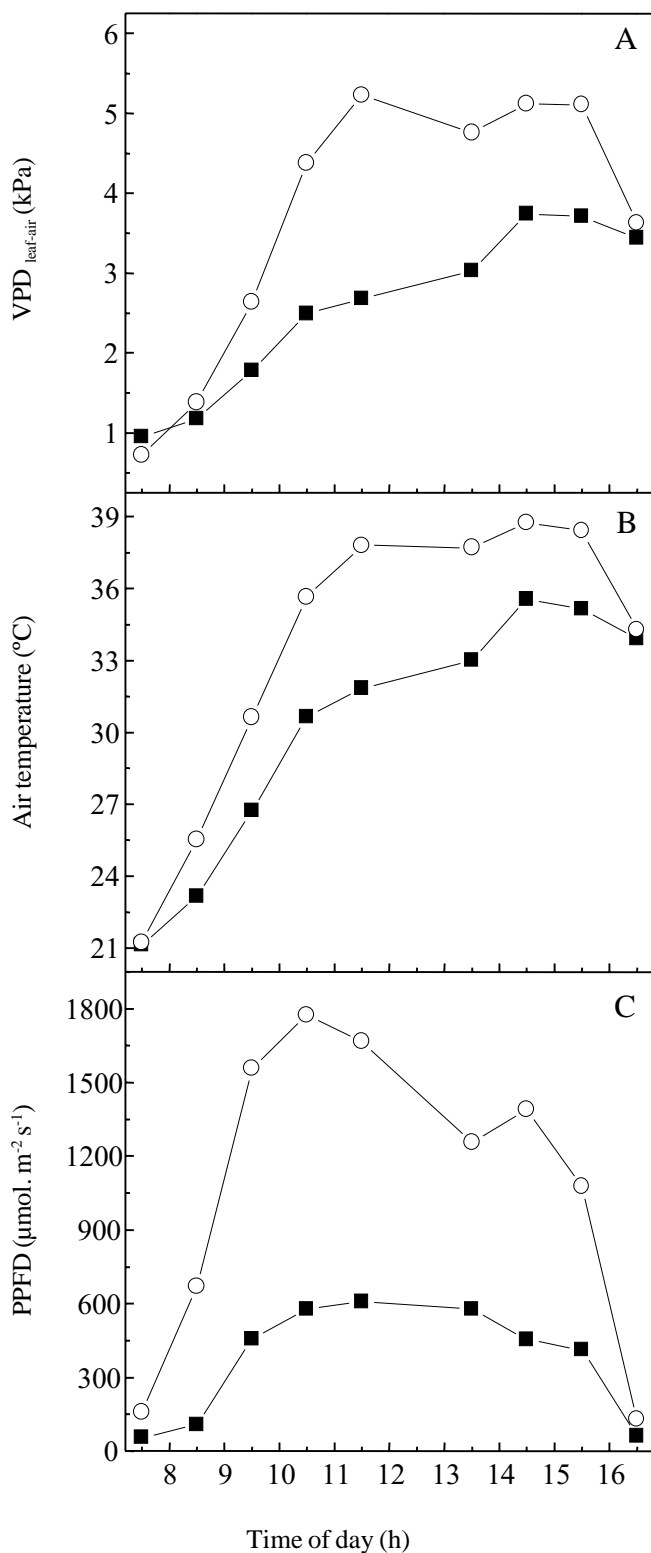 A
6
5
4
3
2
1
VPD leaf-air (kPa)
B
39
36
33
30
27
24
21
Air temperature (ºC)
C
1800
1500
1200
900
600
300
0
PPFD (µmol. m-2 s-1)
8 9 10 11 12 13 14 15 16
Time of day (h)